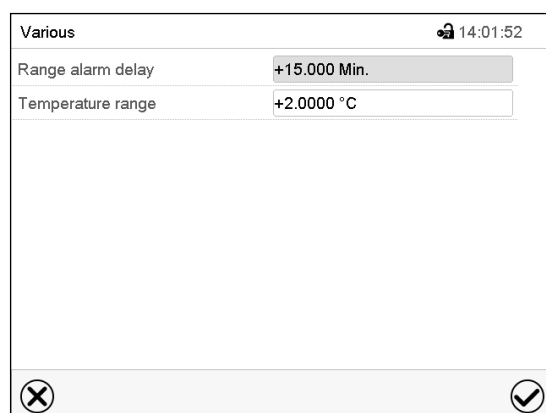 Various 14:01:52
Range alarm delay +15.000 Min.
Temperature range +2.0000 °C